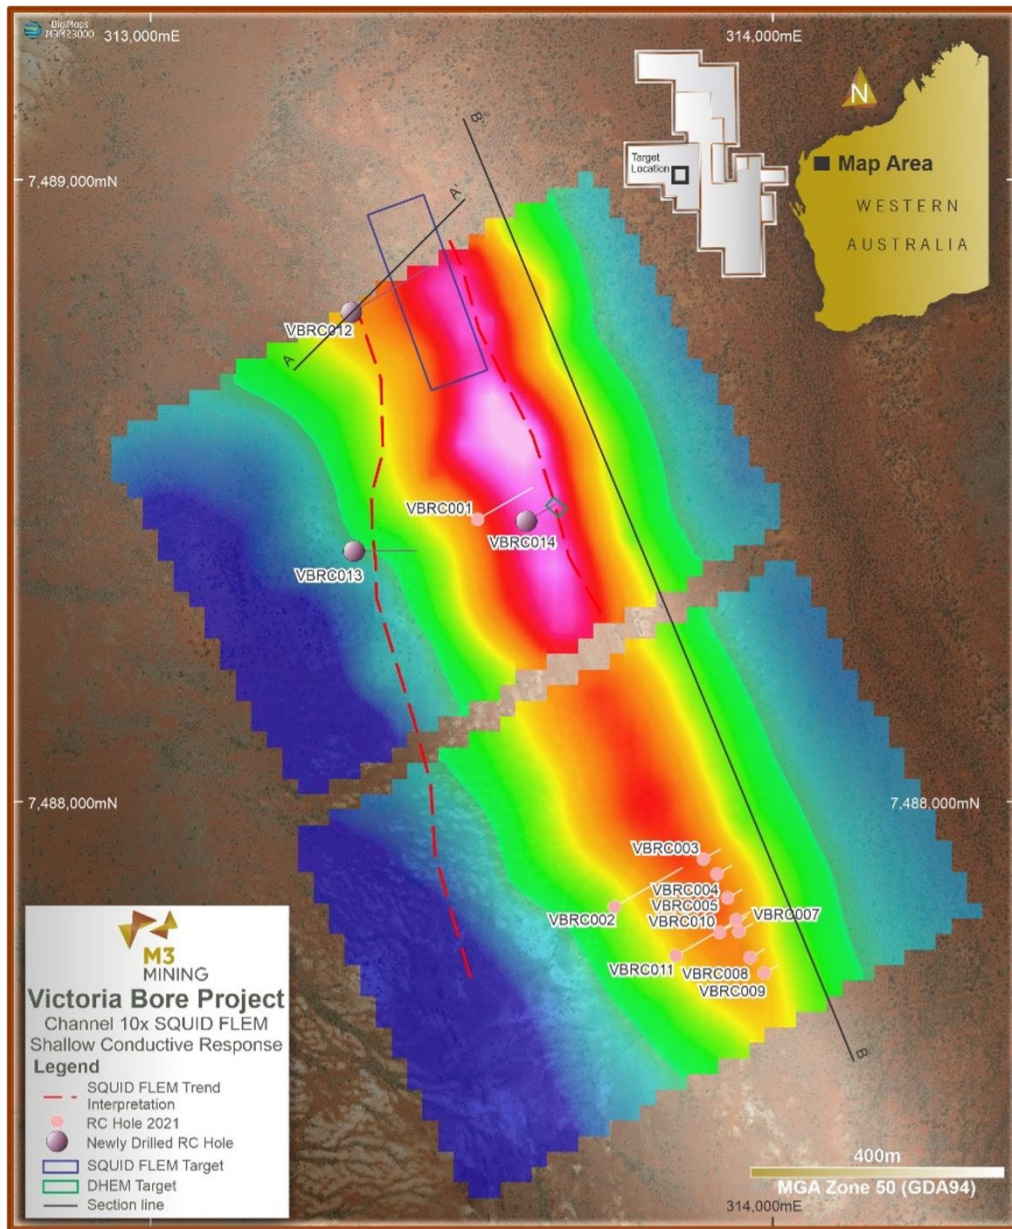 DigiMaps
M3M23000
313,000mE
314,000mE
N
B'
Target
Location
Map Area
WESTERN
AUSTRALIA
7,489,000mN
A'
VBRC012
A
VBRC001
VBRC014
VBRC013
7,488,000mN
7,488,000mN
VBRC003
VBRC004
VBRC005
VBRC002
VBRC010
VBRC007
VBRC011
VBRC008
VBRC009
B
M3
MINING
Victoria Bore Project
Channel 10x SQUID FLEM
Shallow Conductive Response
Legend
SQUID FLEM Trend
Interpretation
RC Hole 2021
Newly Drilled RC Hole
SQUID FLEM Target
DHEM Target
Section line
400m
MGA Zone 50 (GDA94)
314,000mE